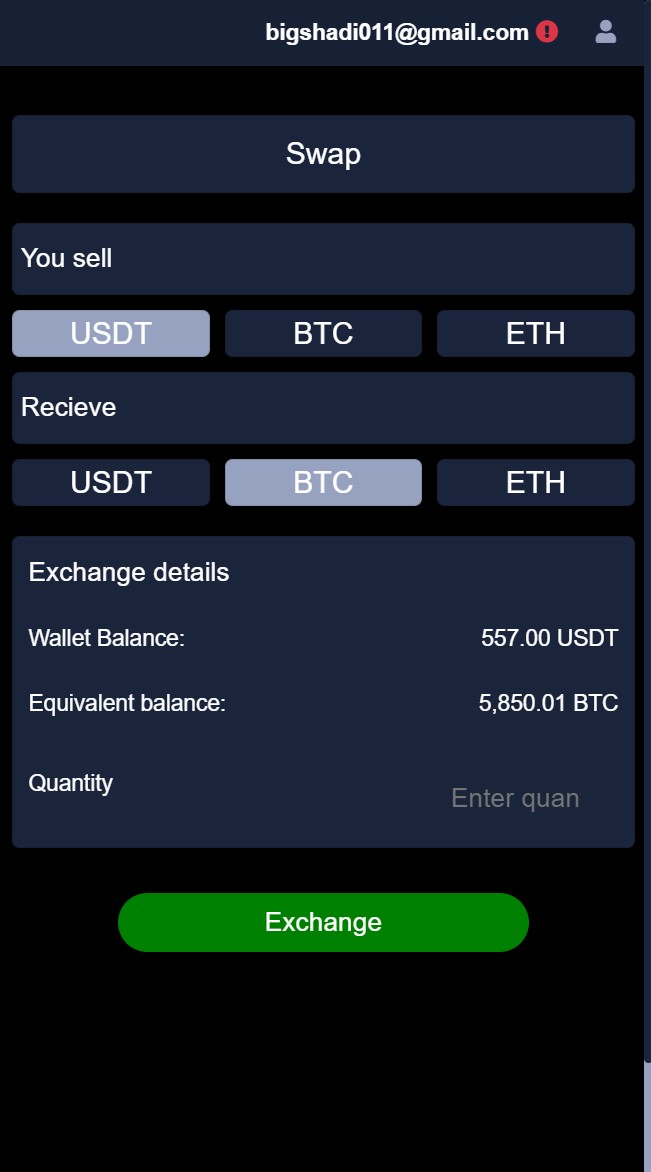 bigshadi011@gmail.com
Swap
You sell
USDT BTC ETH
Recieve
USDT BTC ETH
Exchange details
Wallet Balance: 557.00 USDT
Equivalent balance: 5,850.01 BTC
Quantity
Enter quan
Exchange